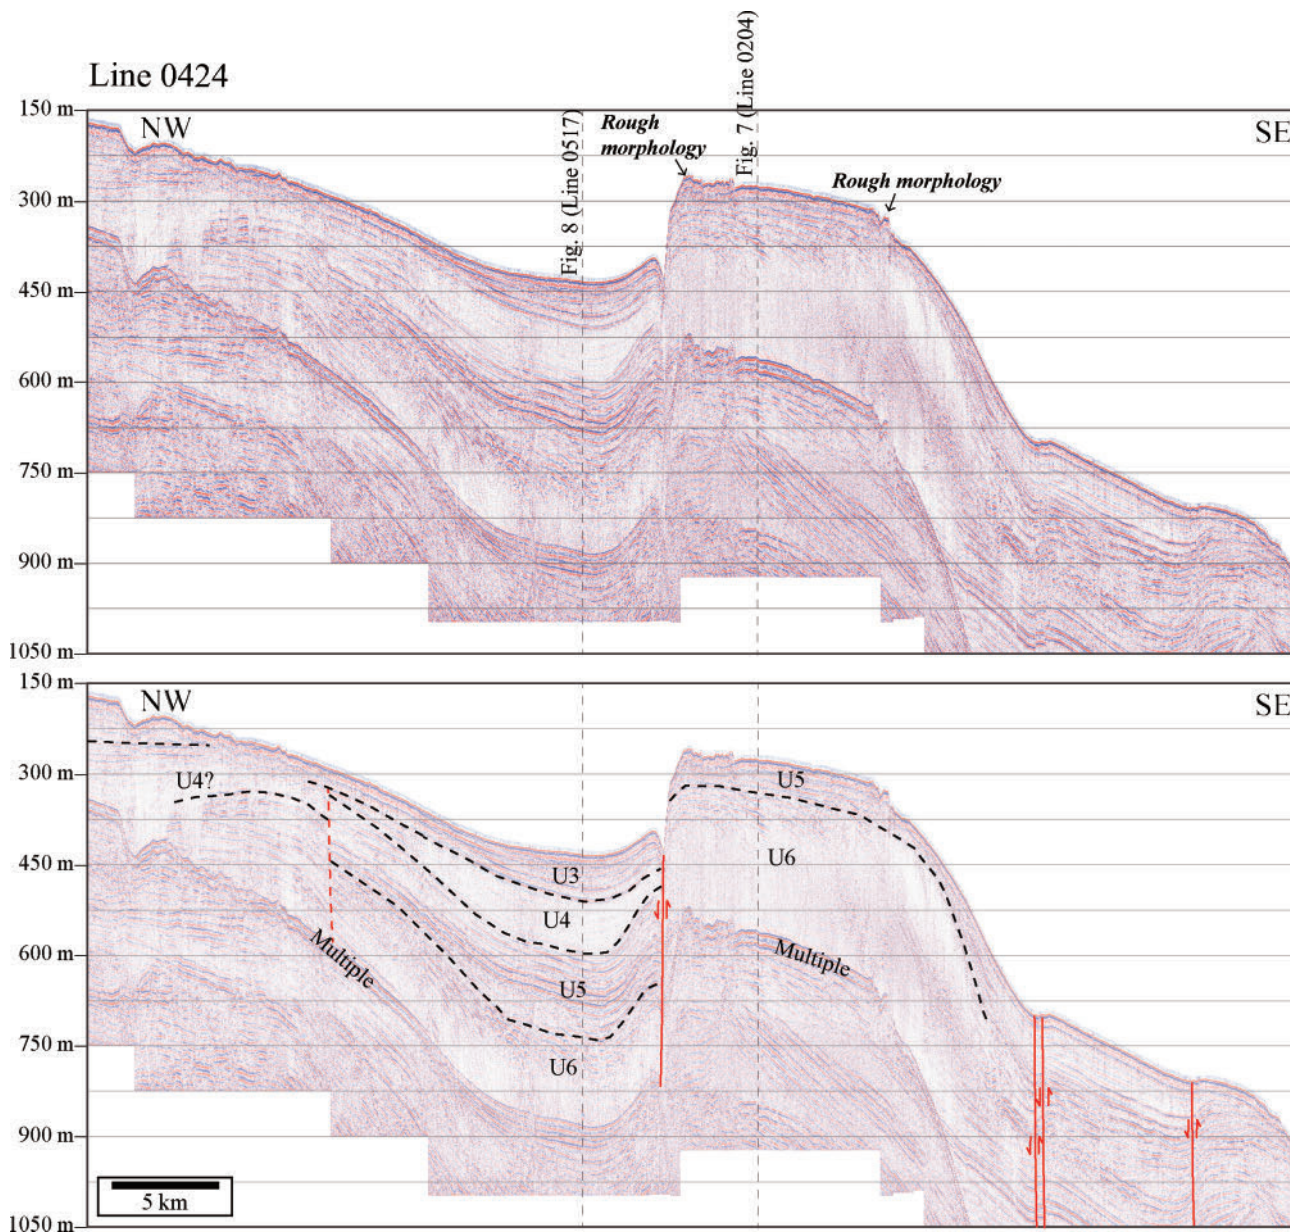 Line 0424
150 m
300 m
450 m
600 m
750 m
900 m
1050 m
NW
Fig. 8 (Line 0517)
Rough
morphology
Fig. 7 (Line 0204)
Rough morphology
SE
150 m
300 m
450 m
600 m
750 m
900 m
1050 m
NW
SE
U4?
U5
U3
U6
U4
Multiple
Multiple
U5
U6
5 km